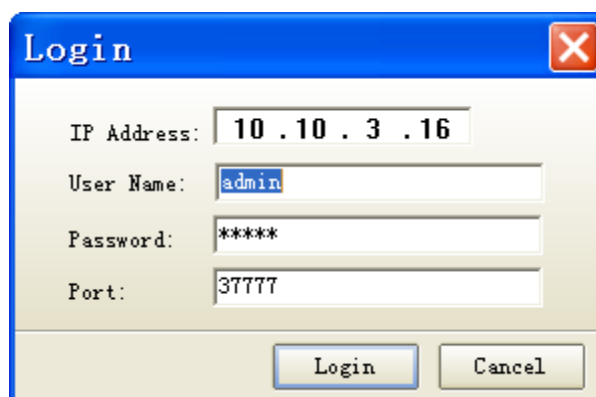 Login
IP Address: 10 .10 . 3 .16
User Name: admin
Password: *****
Port: 37777
Login Cancel